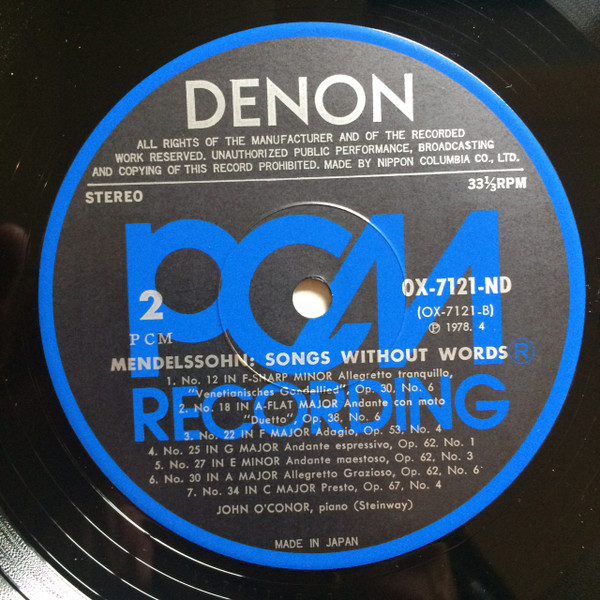 DENON
ALL RIGHTS OF THE MANUFACTURER AND OF THE RECORDED
WORK RESERVED. UNAUTHORIZED PUBLIC PERFORMANCE, BROADCASTING
AND COPYING OF THIS RECORD PROHIBITED. MADE BY NIPPON COLUMBIA CO., LTD.
STEREO 33⅓RPM
PCM
RECORDING ®
2
PCM
OX-7121-ND
(OX-7121-B)
Ⓟ 1978. 4
MENDELSSOHN: SONGS WITHOUT WORDS
1. No. 12 IN F-SHARP MINOR Allegretto tranquillo,
"Venetianisches Gondellied", Op. 30, No. 6
2. No. 18 IN A-FLAT MAJOR Andante con moto
"Duetto", Op. 38, No. 6
3. No. 22 IN F MAJOR Adagio, Op. 53, No. 4
4. No. 25 IN G MAJOR Andante espressivo, Op. 62, No. 1
5. No. 27 IN E MINOR Andante maestoso, Op. 62, No. 3
6. No. 30 IN A MAJOR Allegretto Grazioso, Op. 62, No. 6
7. No. 34 IN C MAJOR Presto, Op. 67, No. 4
JOHN O'CONOR, piano (Steinway)
MADE IN JAPAN